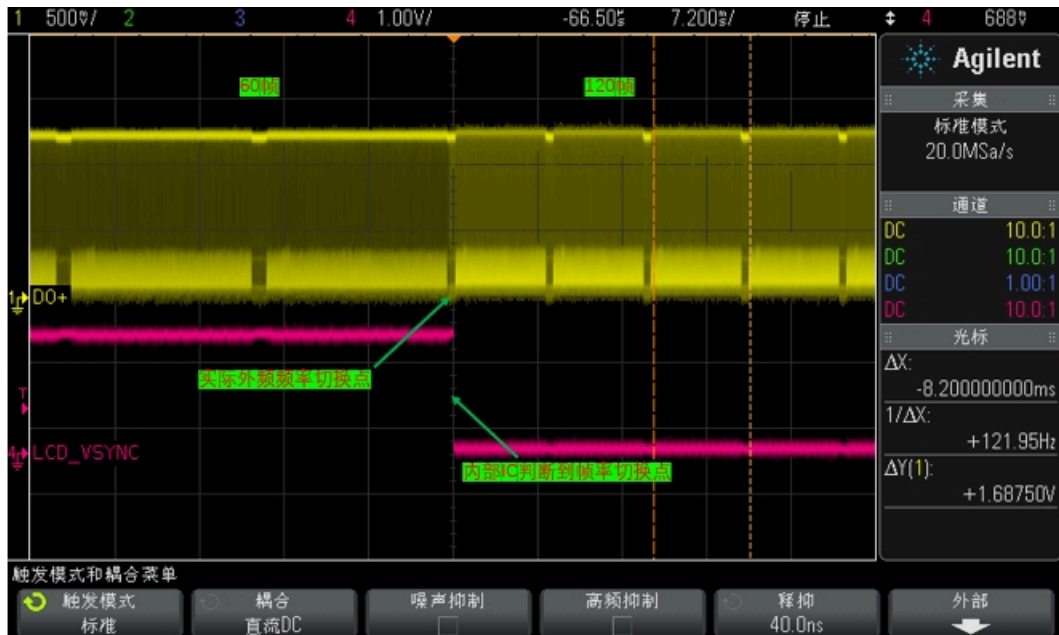 1 500▿/ 2 3 4 1.00V/ -66.50s 7.200s/ 停止 4 688▿
Agilent
采集
标准模式
20.0MSa/s
通道
DC 10.0:1
DC 10.0:1
DC 1.00:1
DC 10.0:1
光标
ΔX:
-8.200000000ms
1/ΔX:
+121.95Hz
ΔY(1):
+1.68750V
60帧 120帧
1 D0+
实际外频频率切换点
T
4 LCD_VSYNC
内部IC判断到帧率切换点
触发模式和耦合菜单
触发模式 耦合 噪声抑制 高频抑制 释抑 外部
标准 直流DC 40.0ns